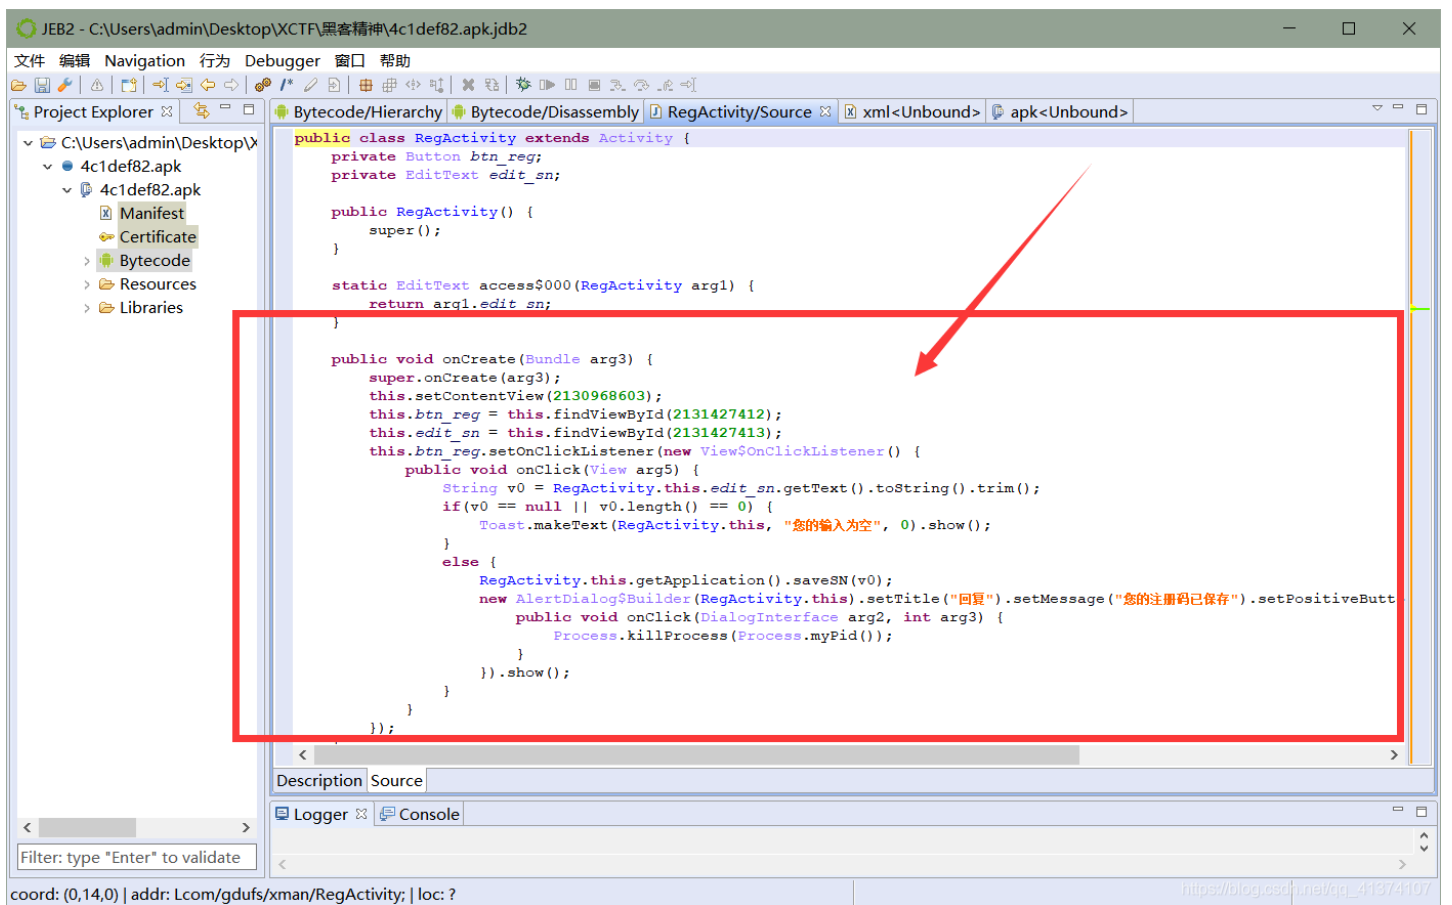 JEB2 - C:\Users\admin\Desktop\XCTF\黑客精神\4c1def82.apk.jdb2
文件 编辑 Navigation 行为 Debugger 窗口 帮助
Project Explorer
Bytecode/Hierarchy Bytecode/Disassembly RegActivity/Source xml<Unbound> apk<Unbound>
C:\Users\admin\Desktop\X
4c1def82.apk
4c1def82.apk
Manifest
Certificate
Bytecode
Resources
Libraries
Filter: type "Enter" to validate
public class RegActivity extends Activity {
private Button btn_reg;
private EditText edit_sn;
public RegActivity() {
super();
}
static EditText access$000(RegActivity arg1) {
return arg1.edit_sn;
}
public void onCreate(Bundle arg3) {
super.onCreate(arg3);
this.setContentView(2130968603);
this.btn_reg = this.findViewById(2131427412);
this.edit_sn = this.findViewById(2131427413);
this.btn_reg.setOnClickListener(new View$OnClickListener() {
public void onClick(View arg5) {
String v0 = RegActivity.this.edit_sn.getText().toString().trim();
if(v0 == null || v0.length() == 0) {
Toast.makeText(RegActivity.this, "您的输入为空", 0).show();
}
else {
RegActivity.this.getApplication().saveSN(v0);
new AlertDialog$Builder(RegActivity.this).setTitle("回复").setMessage("您的注册码已保存").setPositiveButt
public void onClick(DialogInterface arg2, int arg3) {
Process.killProcess(Process.myPid());
}
}).show();
}
}
});
Description Source
Logger Console
coord: (0,14,0) | addr: Lcom/gdufs/xman/RegActivity; | loc: ?
https://blog.csdn.net/qq_41374107